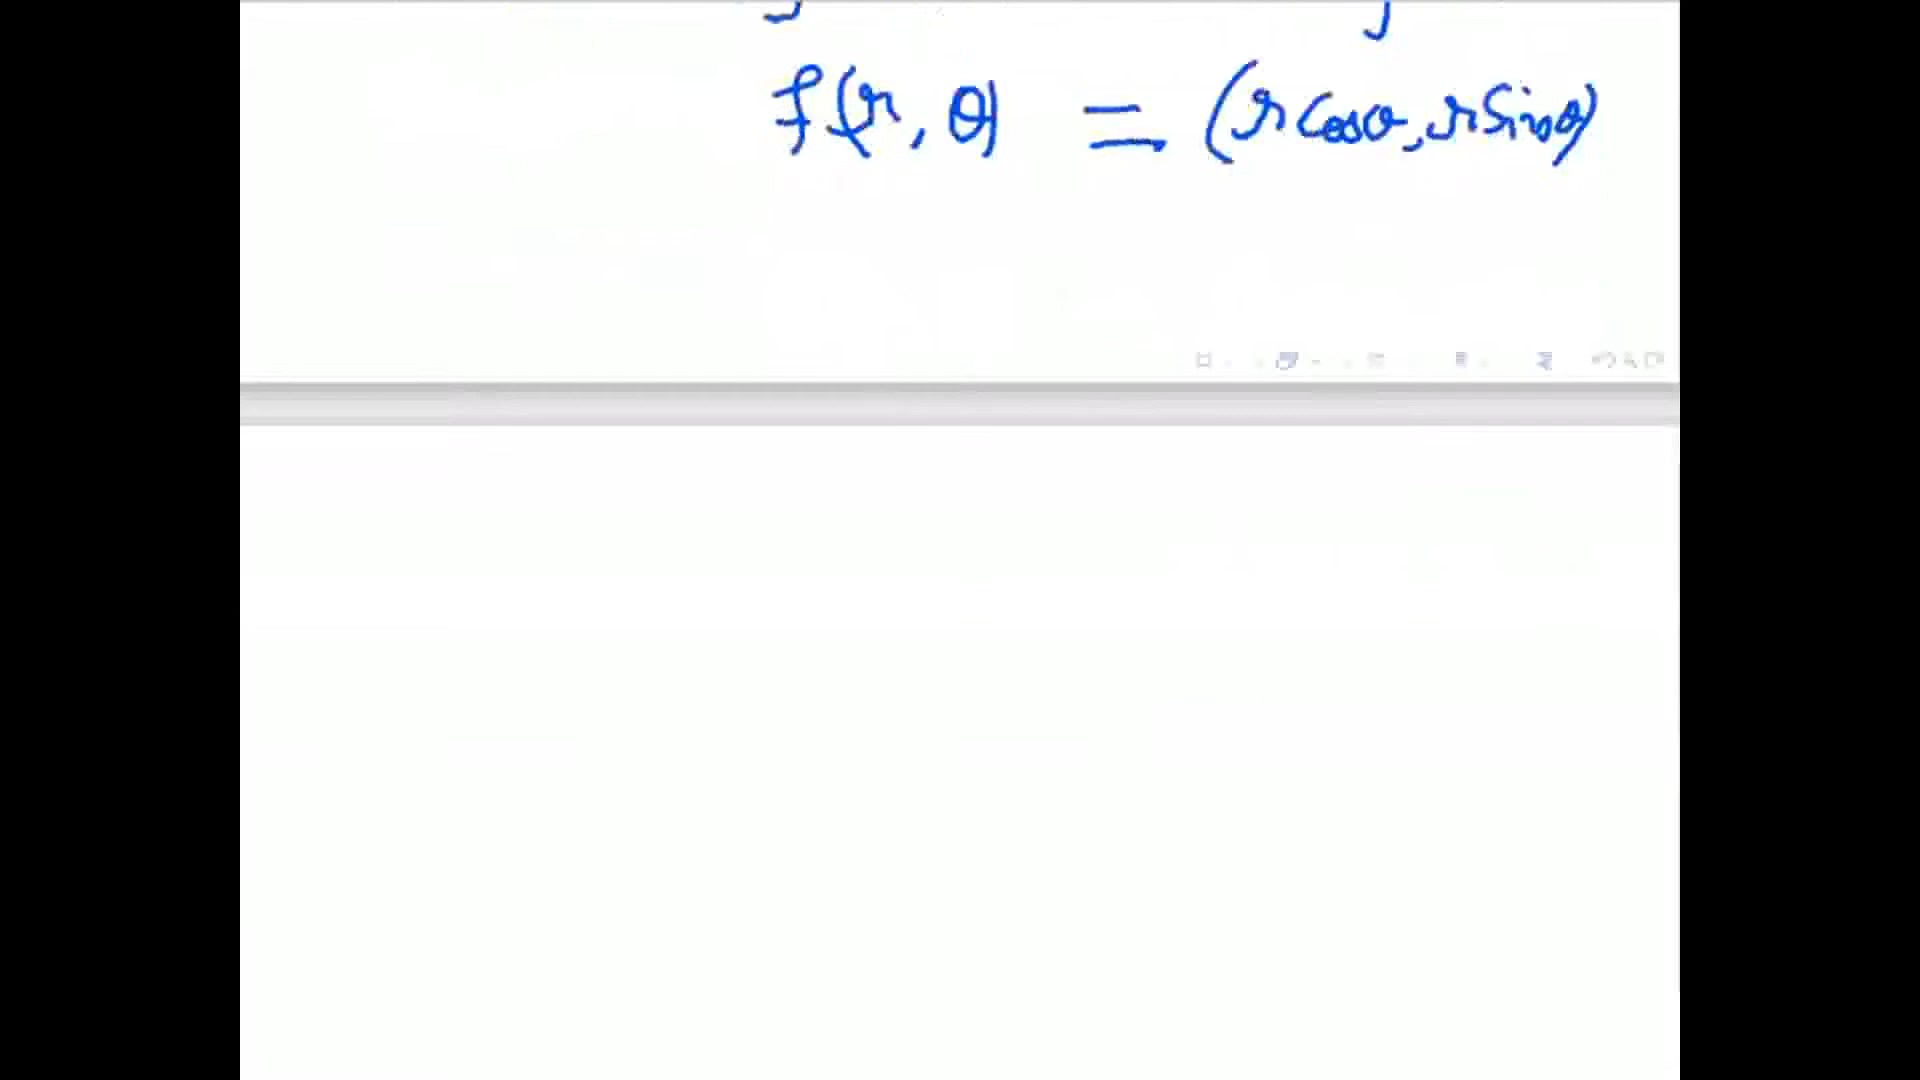 f(r, θ) = (r cosθ, r sinθ)